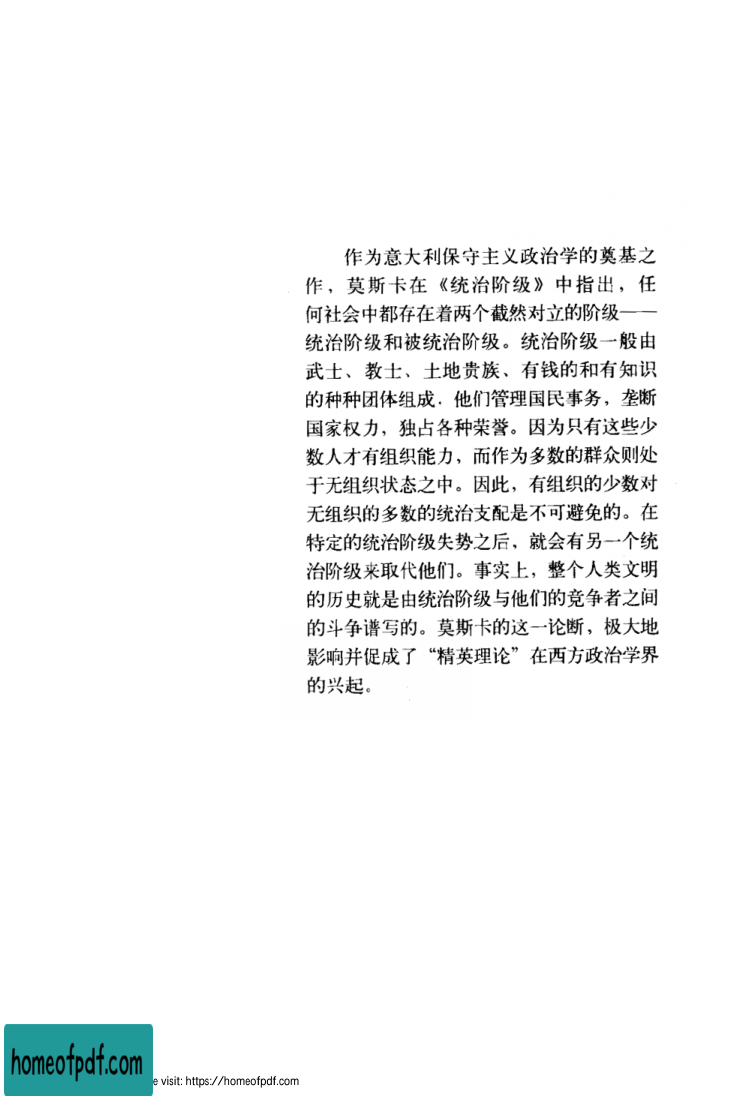 作为意大利保守主义政治学的奠基之
作，莫斯卡在《统治阶级》中指出，任
何社会中都存在着两个截然对立的阶级——
统治阶级和被统治阶级。统治阶级一般由
武士、教士、土地贵族、有钱的和有知识
的种种团体组成．他们管理国民事务，垄断
国家权力，独占各种荣誉。因为只有这些少
数人才有组织能力，而作为多数的群众则处
于无组织状态之中。因此，有组织的少数对
无组织的多数的统治支配是不可避免的。在
特定的统治阶级失势之后，就会有另一个统
治阶级来取代他们。事实上，整个人类文明
的历史就是由统治阶级与他们的竞争者之间
的斗争谱写的。莫斯卡的这一论断，极大地
影响并促成了“精英理论”在西方政治学界
的兴起。
homeofpdf.com
e visit: https://homeofpdf.com